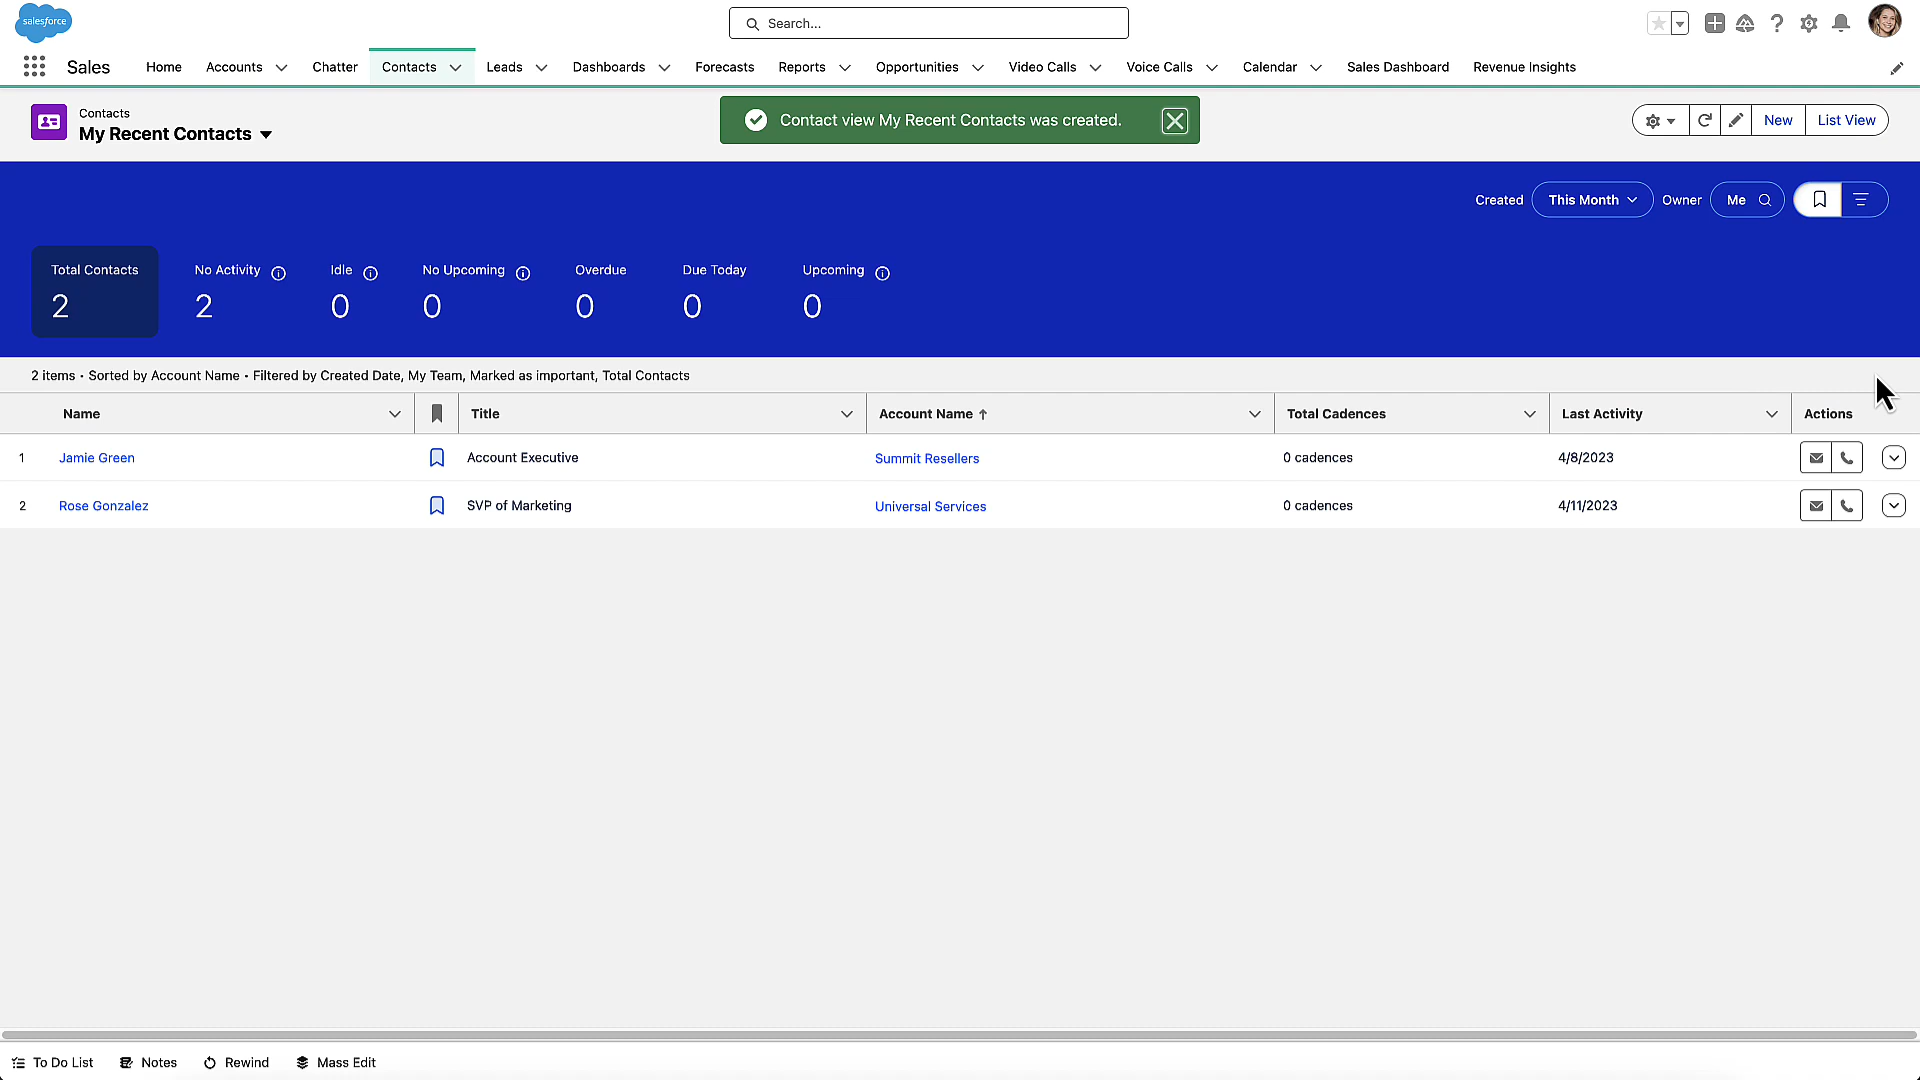 salesforce
Search...
Sales
Home
Accounts
Chatter
Contacts
Leads
Dashboards
Forecasts
Reports
Opportunities
Video Calls
Voice Calls
Calendar
Sales Dashboard
Revenue Insights
Contacts
My Recent Contacts
Contact view My Recent Contacts was created.
New
List View
Created
This Month
Owner
Me
Total Contacts
2
No Activity
2
Idle
0
No Upcoming
0
Overdue
0
Due Today
0
Upcoming
0
2 items • Sorted by Account Name • Filtered by Created Date, My Team, Marked as important, Total Contacts
Name
Title
Account Name
Total Cadences
Last Activity
Actions
1
Jamie Green
Account Executive
Summit Resellers
0 cadences
4/8/2023
2
Rose Gonzalez
SVP of Marketing
Universal Services
0 cadences
4/11/2023
To Do List
Notes
Rewind
Mass Edit